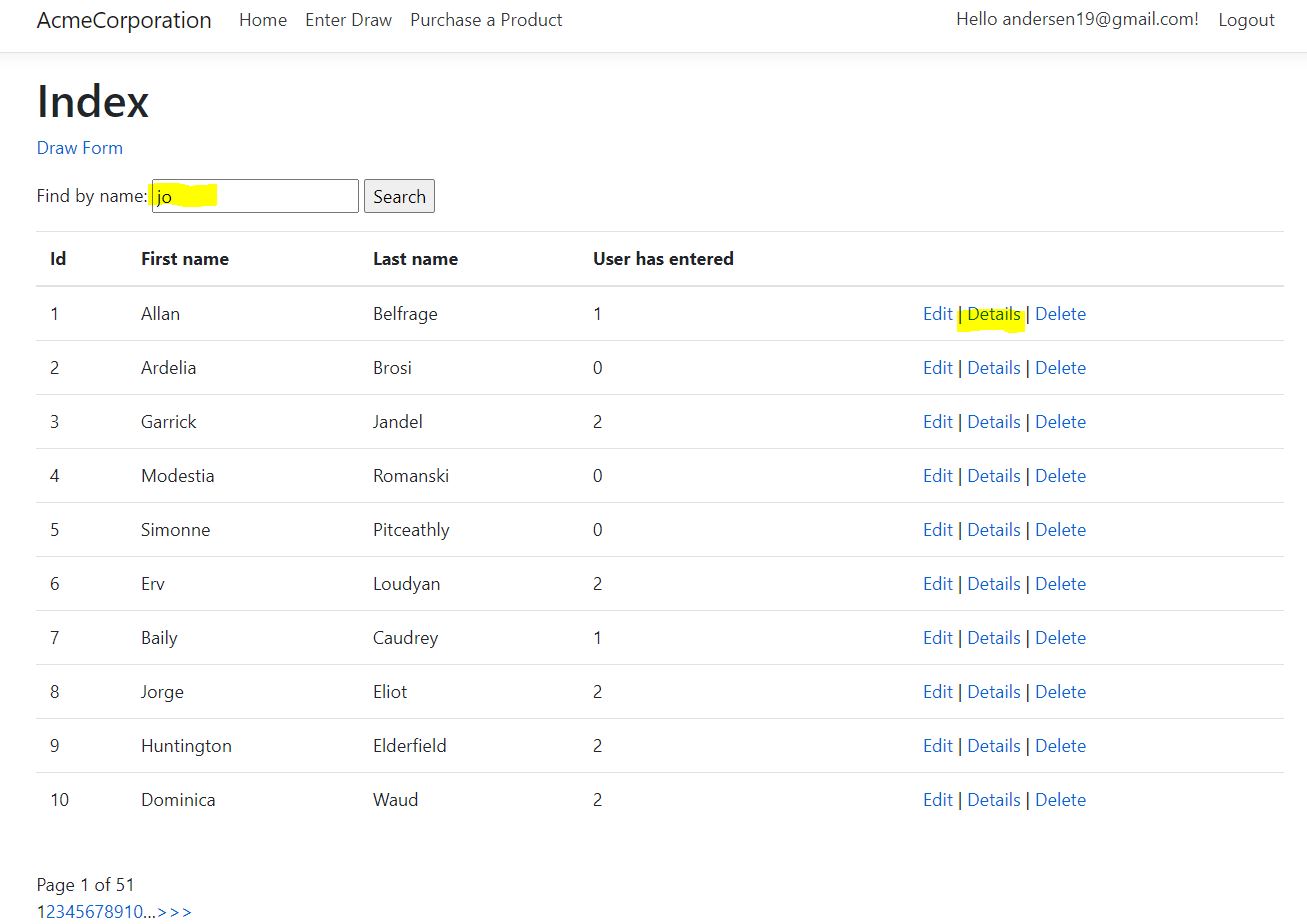 AcmeCorporation Home Enter Draw Purchase a Product Hello andersen19@gmail.com! Logout
Index
Draw Form
Find by name: jo Search
Id First name Last name User has entered
1 Allan Belfrage 1 Edit | Details | Delete
2 Ardelia Brosi 0 Edit | Details | Delete
3 Garrick Jandel 2 Edit | Details | Delete
4 Modestia Romanski 0 Edit | Details | Delete
5 Simonne Pitceathly 0 Edit | Details | Delete
6 Erv Loudyan 2 Edit | Details | Delete
7 Baily Caudrey 1 Edit | Details | Delete
8 Jorge Eliot 2 Edit | Details | Delete
9 Huntington Elderfield 2 Edit | Details | Delete
10 Dominica Waud 2 Edit | Details | Delete
Page 1 of 51
12345678910...>>>